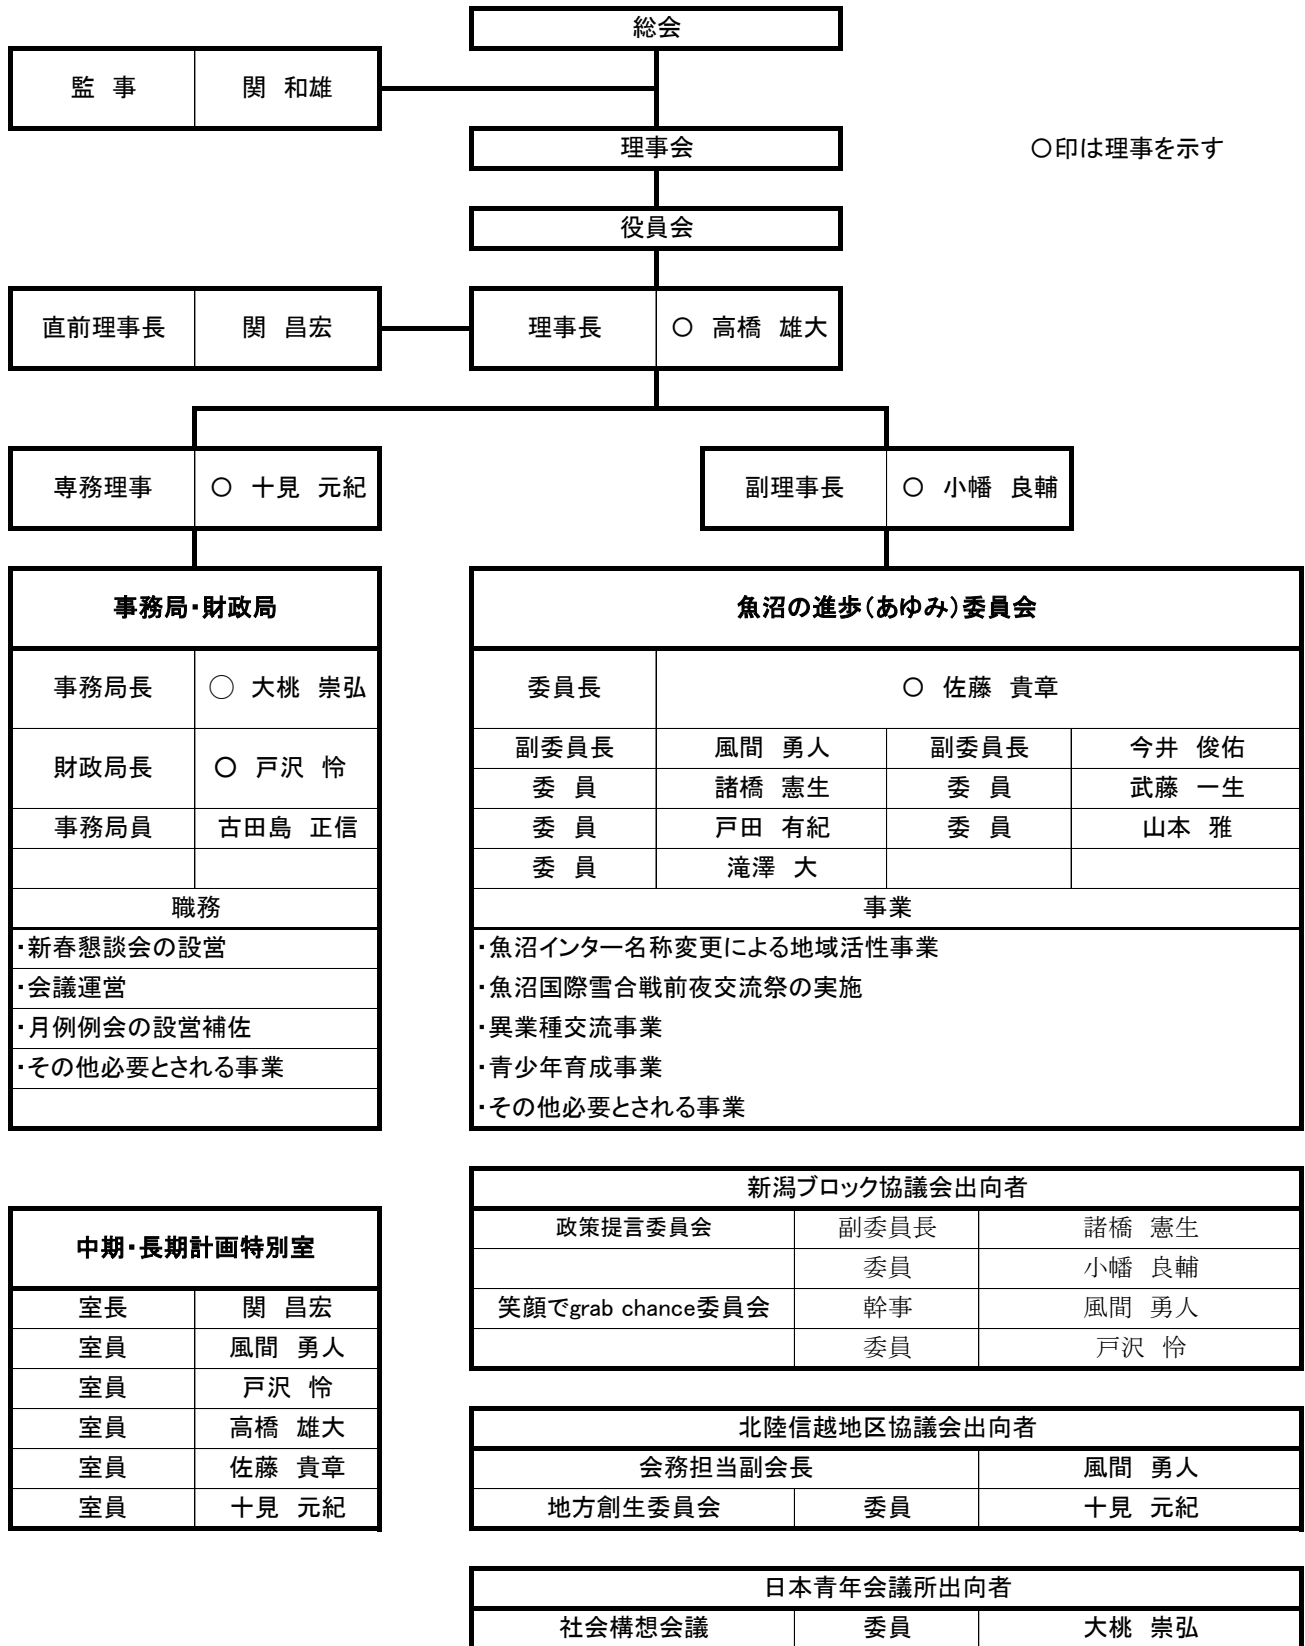 総会
監　事　関　和雄
理事会
〇印は理事を示す
役員会
直前理事長　関　昌宏
理事長　〇　高橋　雄大
専務理事　〇　十見　元紀
副理事長　〇　小幡　良輔
事務局・財政局
事務局長　◯　大桃　崇弘
財政局長　〇　戸沢　怜
事務局員　古田島　正信
職務
・新春懇談会の設営
・会議運営
・月例例会の設営補佐
・その他必要とされる事業
魚沼の進歩（あゆみ）委員会
委員長　〇　佐藤　貴章
副委員長　風間　勇人　副委員長　今井　俊佑
委　員　諸橋　憲生　委　員　武藤　一生
委　員　戸田　有紀　委　員　山本　雅
委　員　滝澤　大
事業
・魚沼インター名称変更による地域活性事業
・魚沼国際雪合戦前夜交流祭の実施
・異業種交流事業
・青少年育成事業
・その他必要とされる事業
中期・長期計画特別室
室長　関　昌宏
室員　風間　勇人
室員　戸沢　怜
室員　高橋　雄大
室員　佐藤　貴章
室員　十見　元紀
新潟ブロック協議会出向者
政策提言委員会　副委員長　諸橋　憲生
委員　小幡　良輔
笑顔でgrab chance委員会　幹事　風間　勇人
委員　戸沢　怜
北陸信越地区協議会出向者
会務担当副会長　風間　勇人
地方創生委員会　委員　十見　元紀
日本青年会議所出向者
社会構想会議　委員　大桃　崇弘